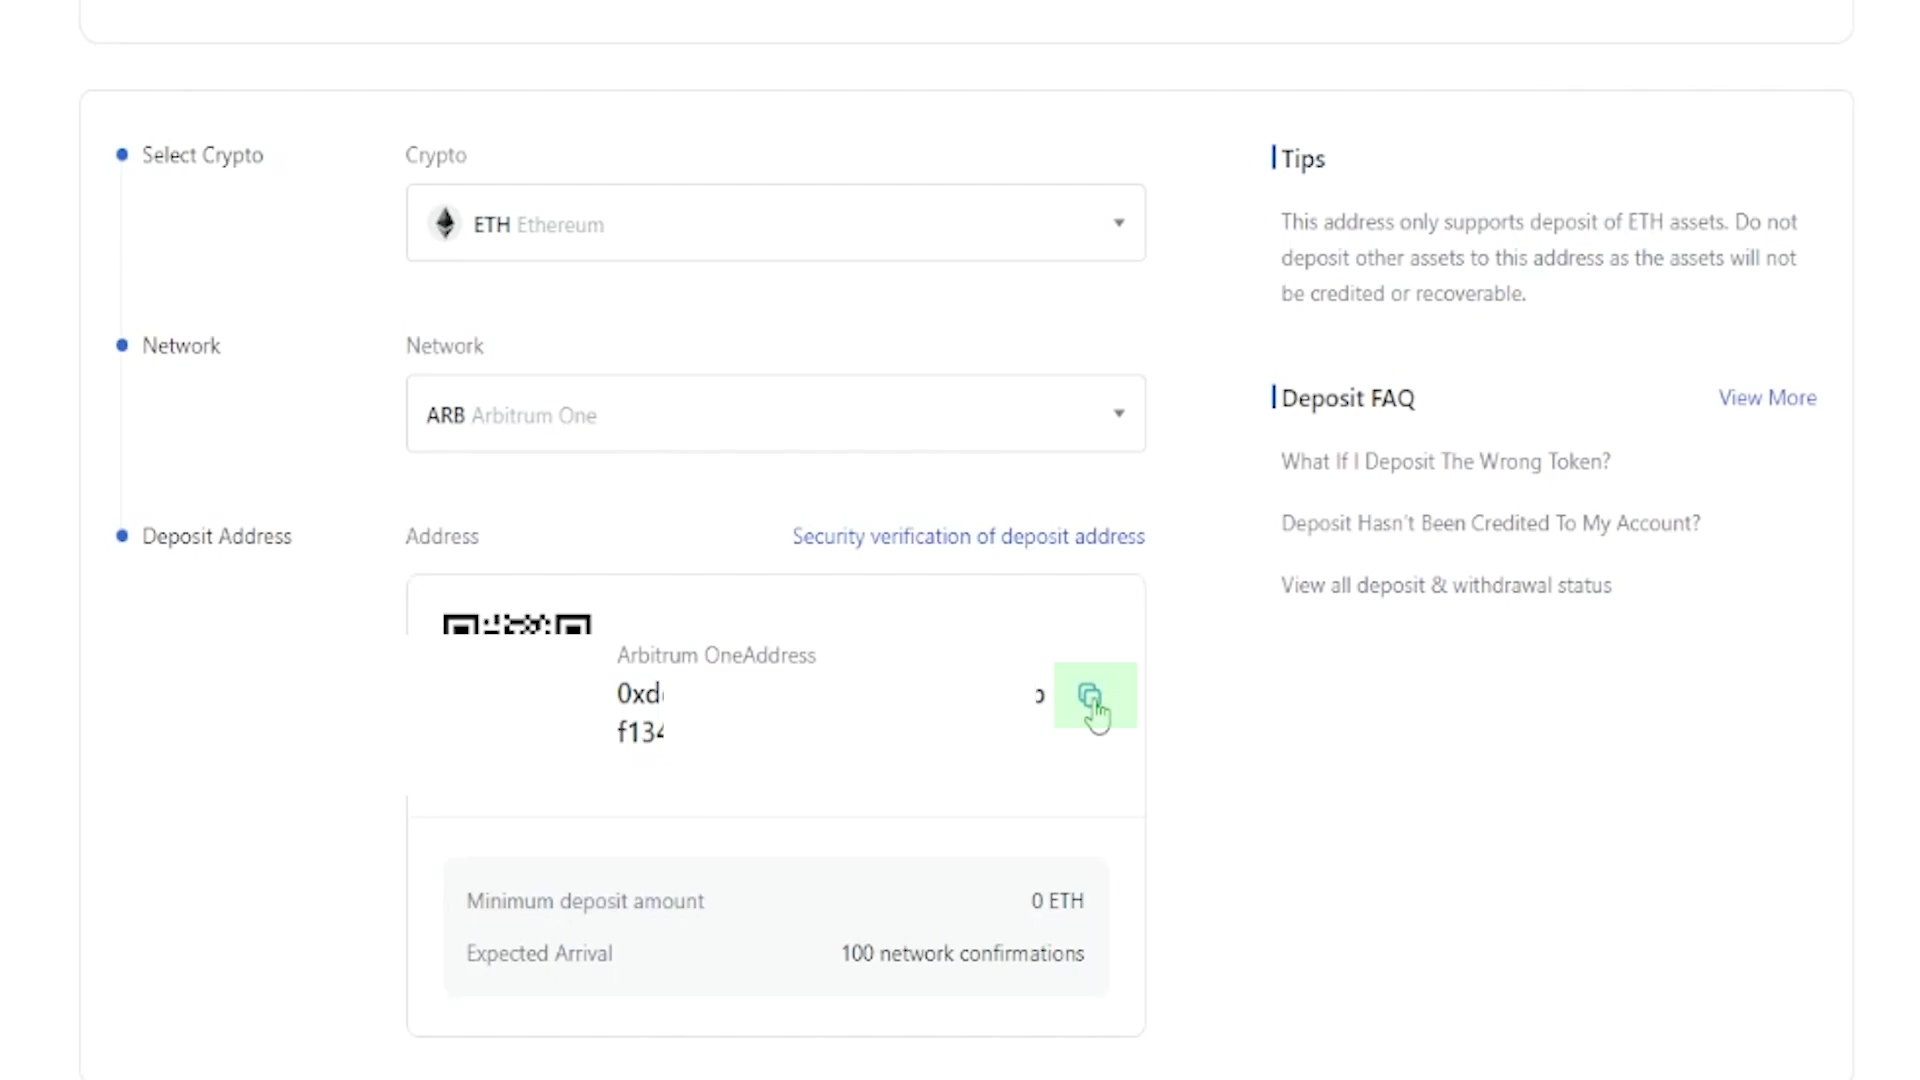 Select Crypto
Crypto
ETH Ethereum
Network
Network
ARB Arbitrum One
Deposit Address
Address
Security verification of deposit address
Arbitrum OneAddress
0xd
f134
Minimum deposit amount
0 ETH
Expected Arrival
100 network confirmations
Tips
This address only supports deposit of ETH assets. Do not
deposit other assets to this address as the assets will not
be credited or recoverable.
Deposit FAQ
View More
What If I Deposit The Wrong Token?
Deposit Hasn't Been Credited To My Account?
View all deposit & withdrawal status